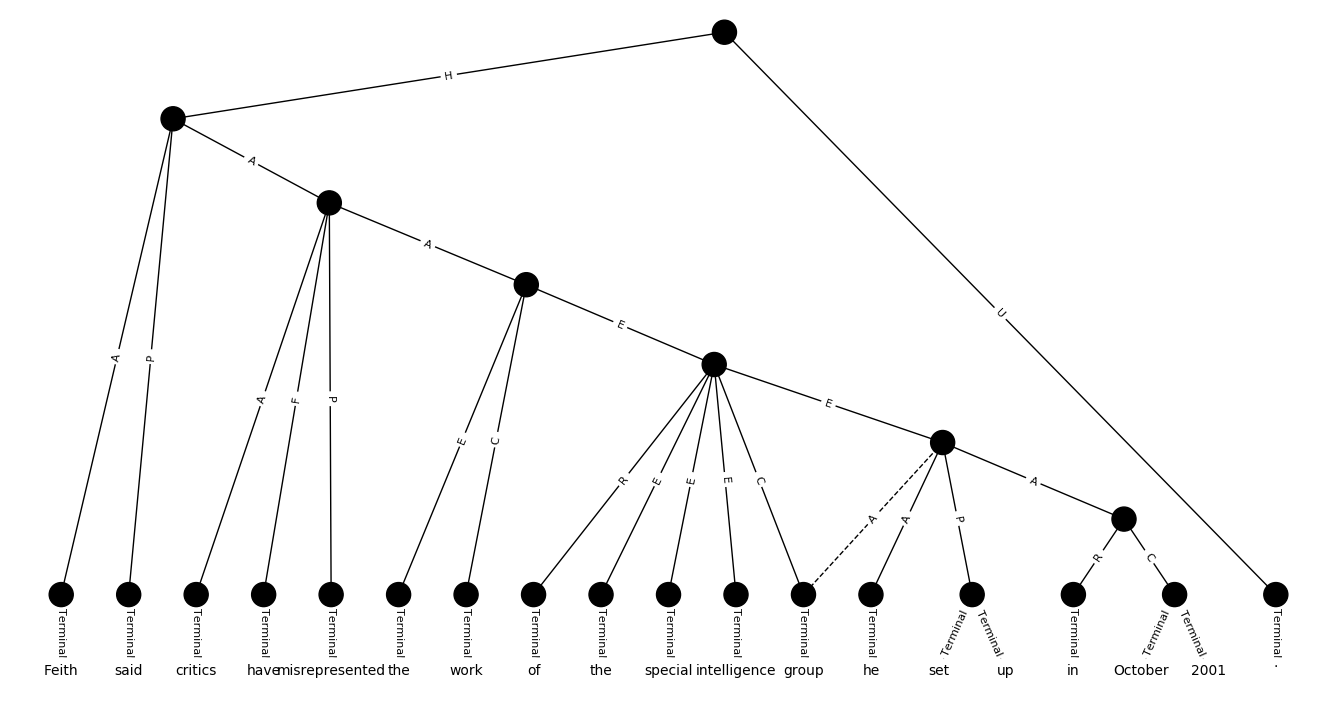 H
A
A
U
E
A
P
E
A
F
P
A
E
C
R
E
E
E
C
A
A
P
R
C
Terminal Terminal Terminal Terminal Terminal Terminal Terminal Terminal Terminal Terminal Terminal Terminal Terminal Terminal Terminal Terminal Terminal Terminal Terminal
Feith said critics have misrepresented the work of the special intelligence group he set up in October 2001 .